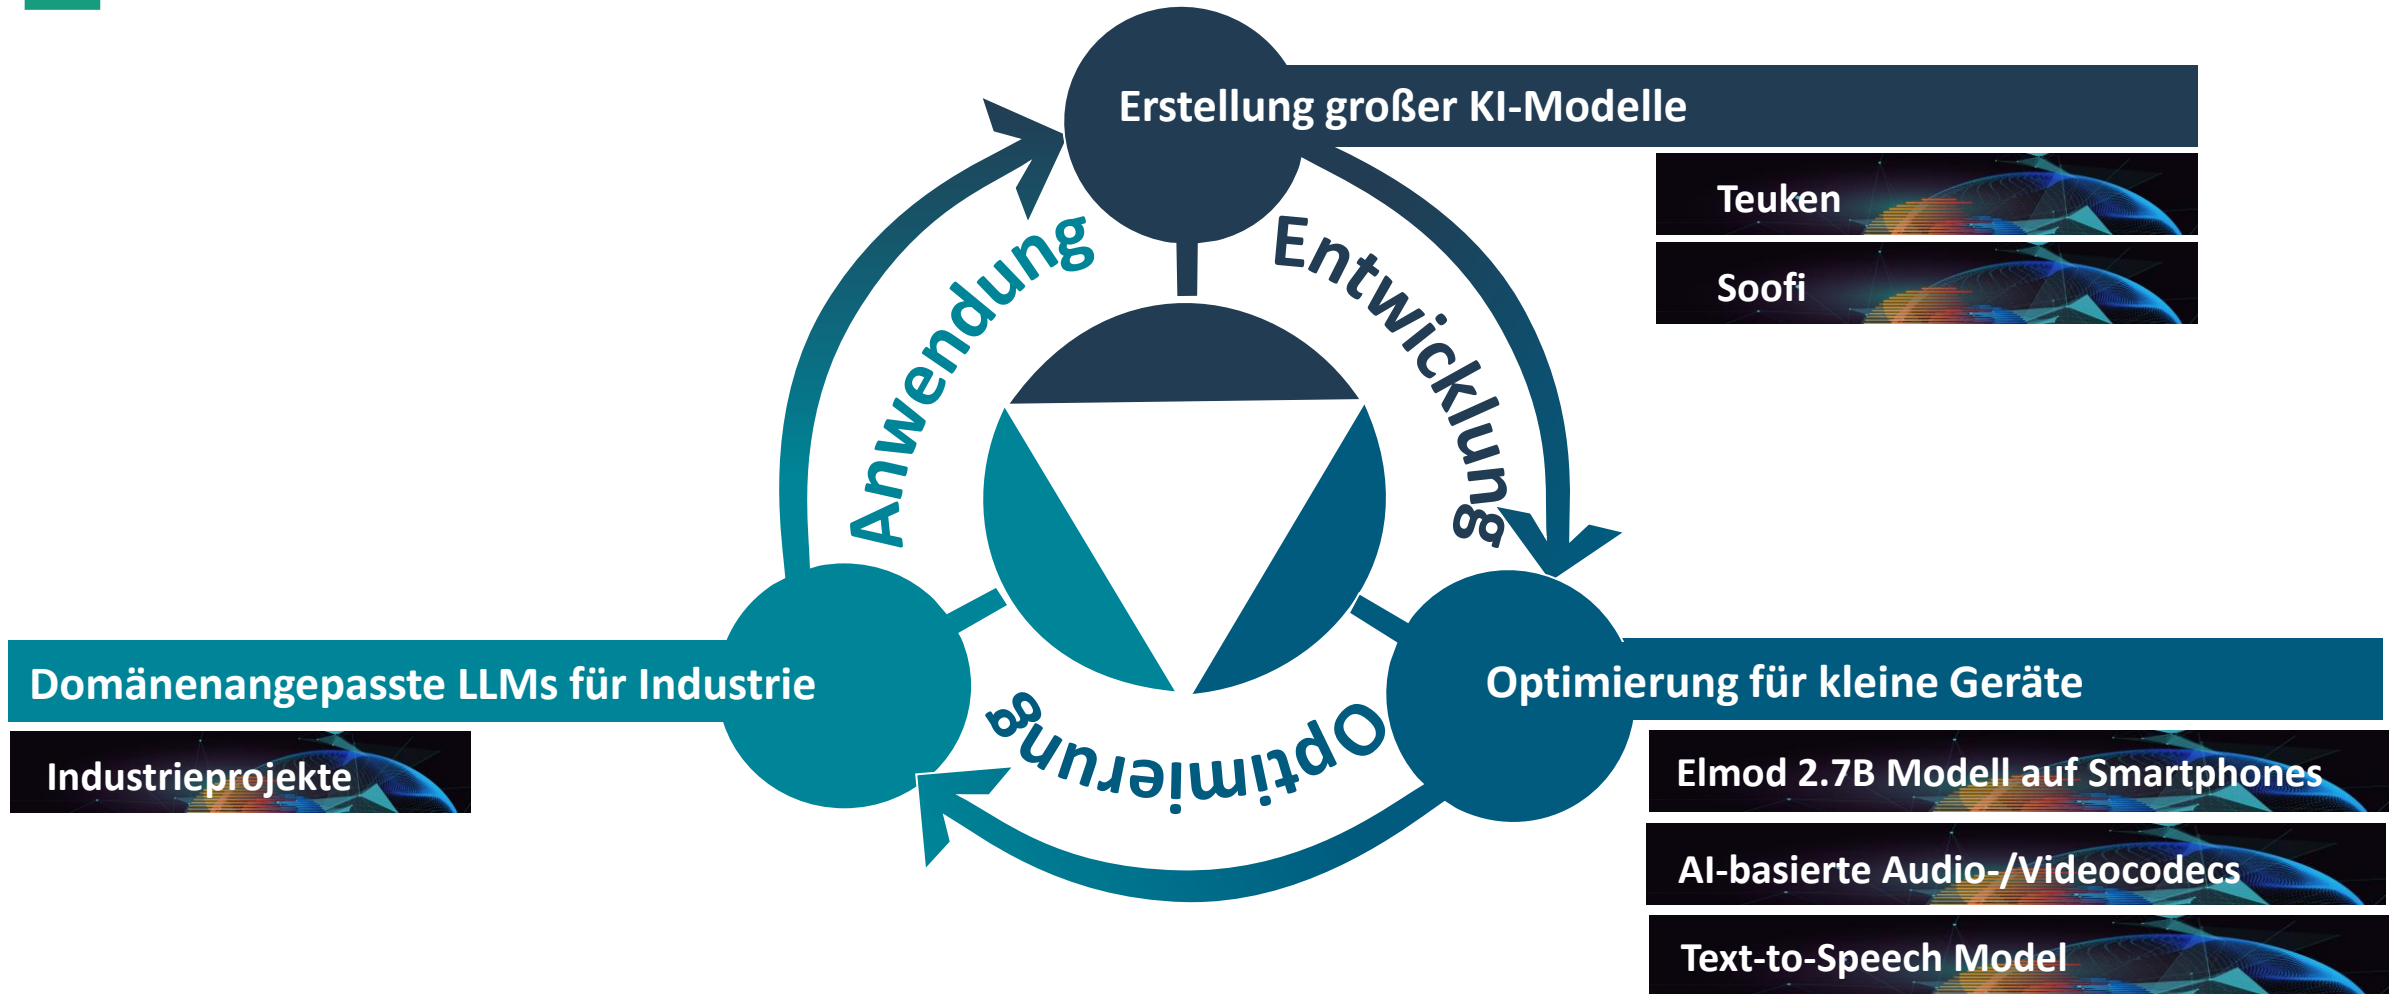 Erstellung großer KI-Modelle
Teuken
Soofi
Anwendung
Entwicklung
Optimierung
Domänenangepasste LLMs für Industrie
Industrieprojekte
Optimierung für kleine Geräte
Elmod 2.7B Modell auf Smartphones
AI-basierte Audio-/Videocodecs
Text-to-Speech Model